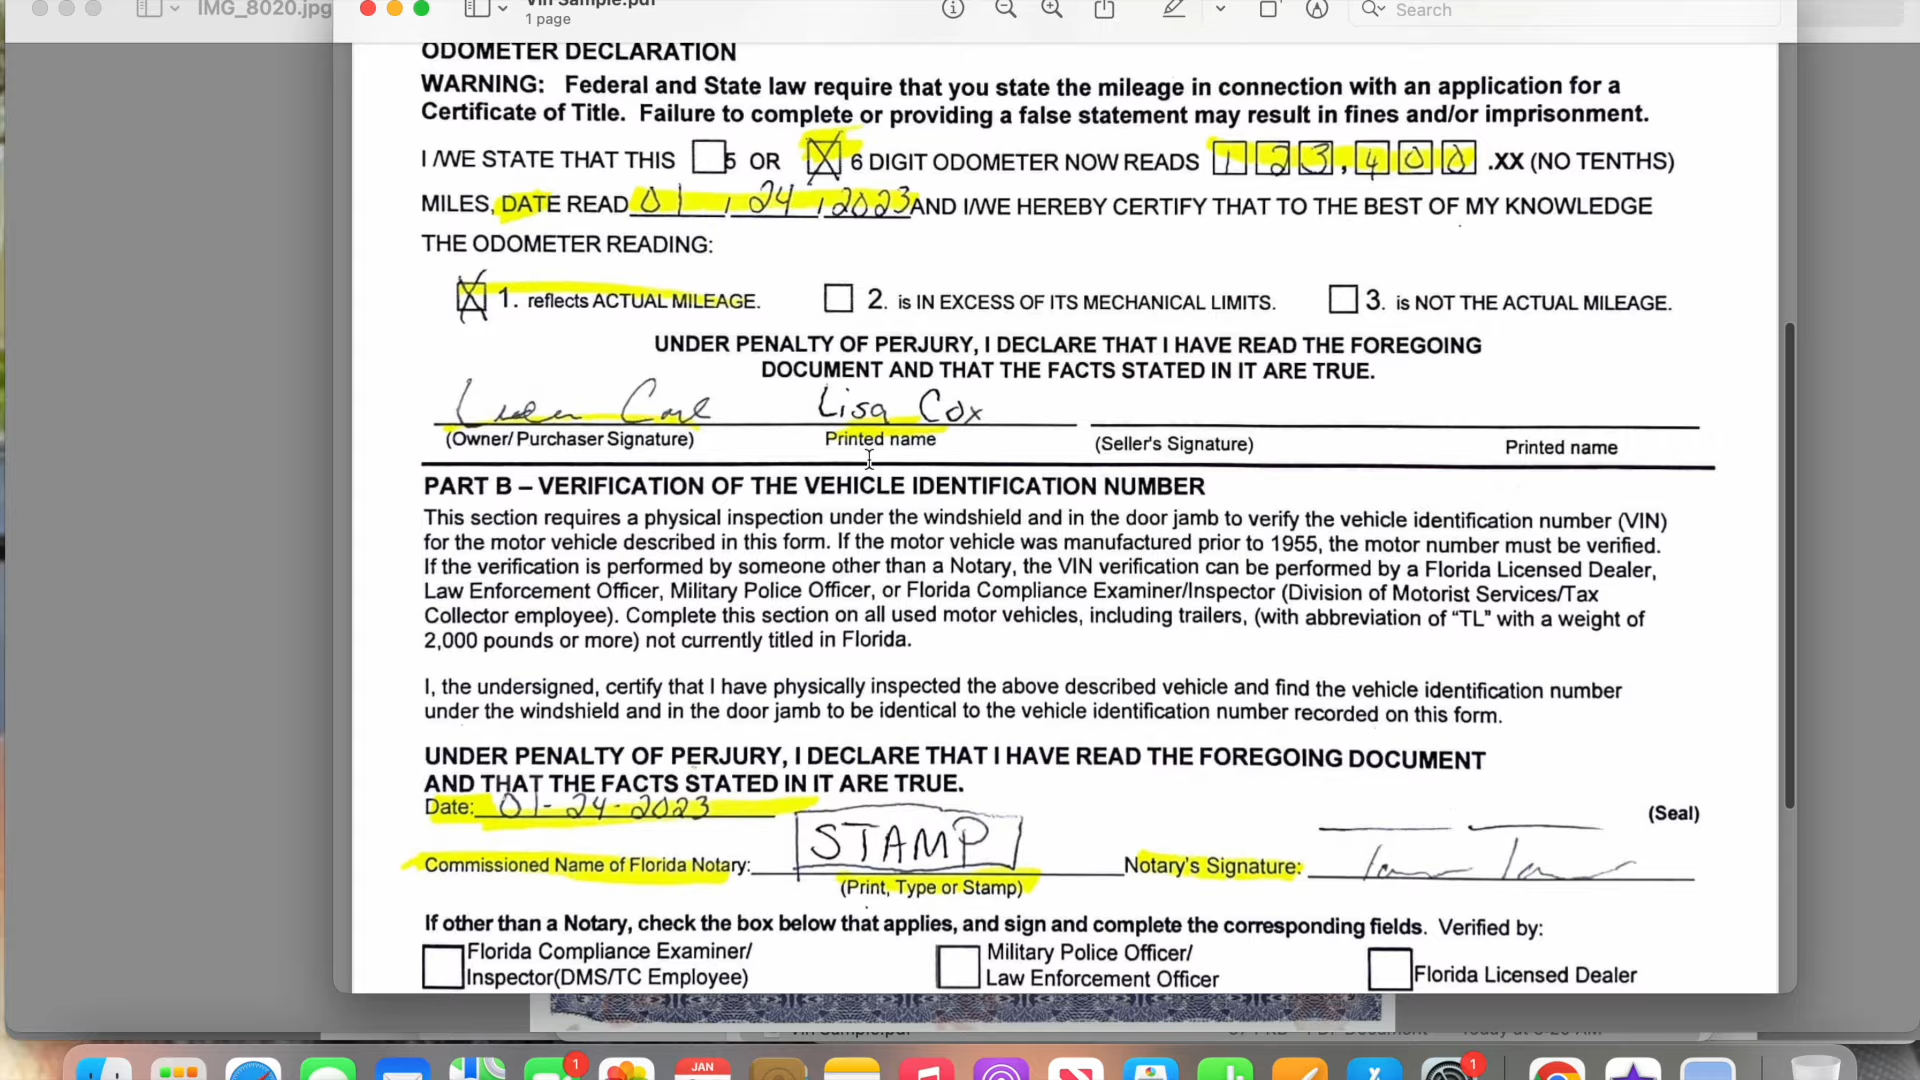 IMG_8020.jpg
Vin Sample.pdf
1 page
Search
ODOMETER DECLARATION
WARNING: Federal and State law require that you state the mileage in connection with an application for a
Certificate of Title. Failure to complete or providing a false statement may result in fines and/or imprisonment.
I /WE STATE THAT THIS 5 OR 6 DIGIT ODOMETER NOW READS 1 2 3 , 4 0 0 .XX (NO TENTHS)
MILES, DATE READ 01 / 24 / 2023 AND I/WE HEREBY CERTIFY THAT TO THE BEST OF MY KNOWLEDGE
THE ODOMETER READING:
X 1. reflects ACTUAL MILEAGE. 2. is IN EXCESS OF ITS MECHANICAL LIMITS. 3. is NOT THE ACTUAL MILEAGE.
UNDER PENALTY OF PERJURY, I DECLARE THAT I HAVE READ THE FOREGOING
DOCUMENT AND THAT THE FACTS STATED IN IT ARE TRUE.
Lisa Cox
(Owner/ Purchaser Signature) Printed name (Seller's Signature) Printed name
PART B – VERIFICATION OF THE VEHICLE IDENTIFICATION NUMBER
This section requires a physical inspection under the windshield and in the door jamb to verify the vehicle identification number (VIN)
for the motor vehicle described in this form. If the motor vehicle was manufactured prior to 1955, the motor number must be verified.
If the verification is performed by someone other than a Notary, the VIN verification can be performed by a Florida Licensed Dealer,
Law Enforcement Officer, Military Police Officer, or Florida Compliance Examiner/Inspector (Division of Motorist Services/Tax
Collector employee). Complete this section on all used motor vehicles, including trailers, (with abbreviation of “TL” with a weight of
2,000 pounds or more) not currently titled in Florida.
I, the undersigned, certify that I have physically inspected the above described vehicle and find the vehicle identification number
under the windshield and in the door jamb to be identical to the vehicle identification number recorded on this form.
UNDER PENALTY OF PERJURY, I DECLARE THAT I HAVE READ THE FOREGOING DOCUMENT
AND THAT THE FACTS STATED IN IT ARE TRUE.
Date: 01-24-2023 (Seal)
STAMP
Commissioned Name of Florida Notary: Notary's Signature:
(Print, Type or Stamp)
If other than a Notary, check the box below that applies, and sign and complete the corresponding fields. Verified by:
Florida Compliance Examiner/ Military Police Officer/
Inspector(DMS/TC Employee) Law Enforcement Officer Florida Licensed Dealer
1
JAN
1